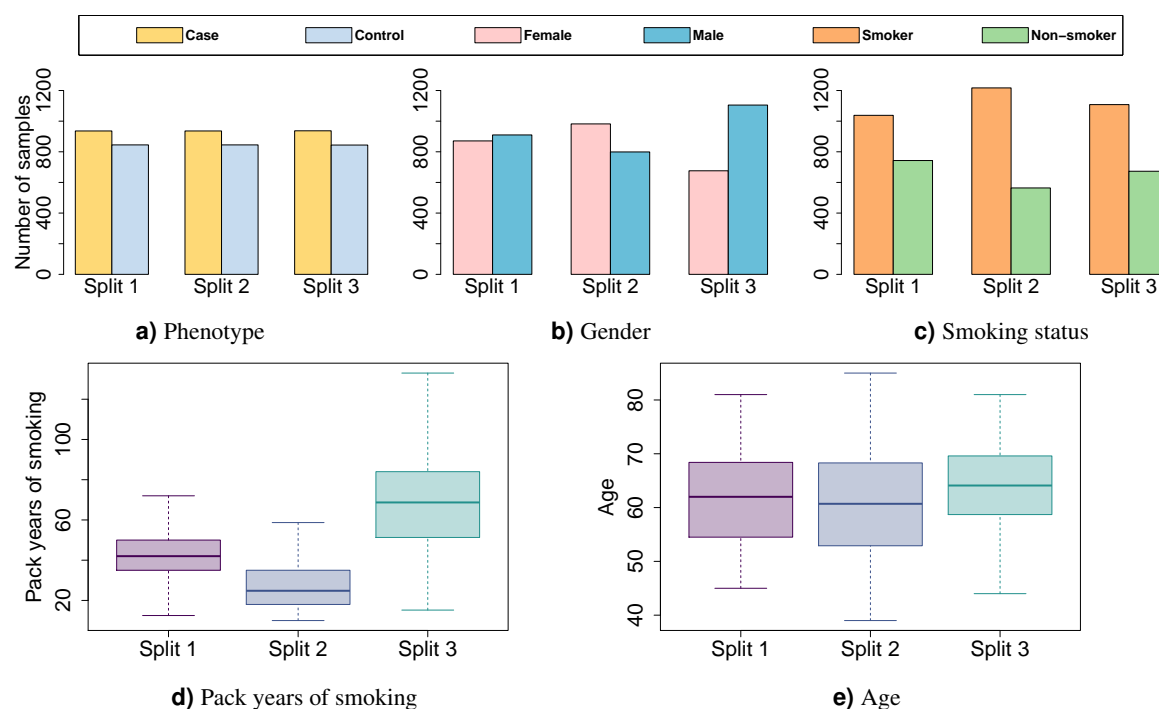 Case Control Female Male Smoker Non−smoker
Number of samples
0 400 800 1200
Split 1 Split 2 Split 3
a) Phenotype
0 400 800 1200
Split 1 Split 2 Split 3
b) Gender
0 400 800 1200
Split 1 Split 2 Split 3
c) Smoking status
Pack years of smoking
20 60 100
Split 1 Split 2 Split 3
d) Pack years of smoking
Age
40 50 60 70 80
Split 1 Split 2 Split 3
e) Age